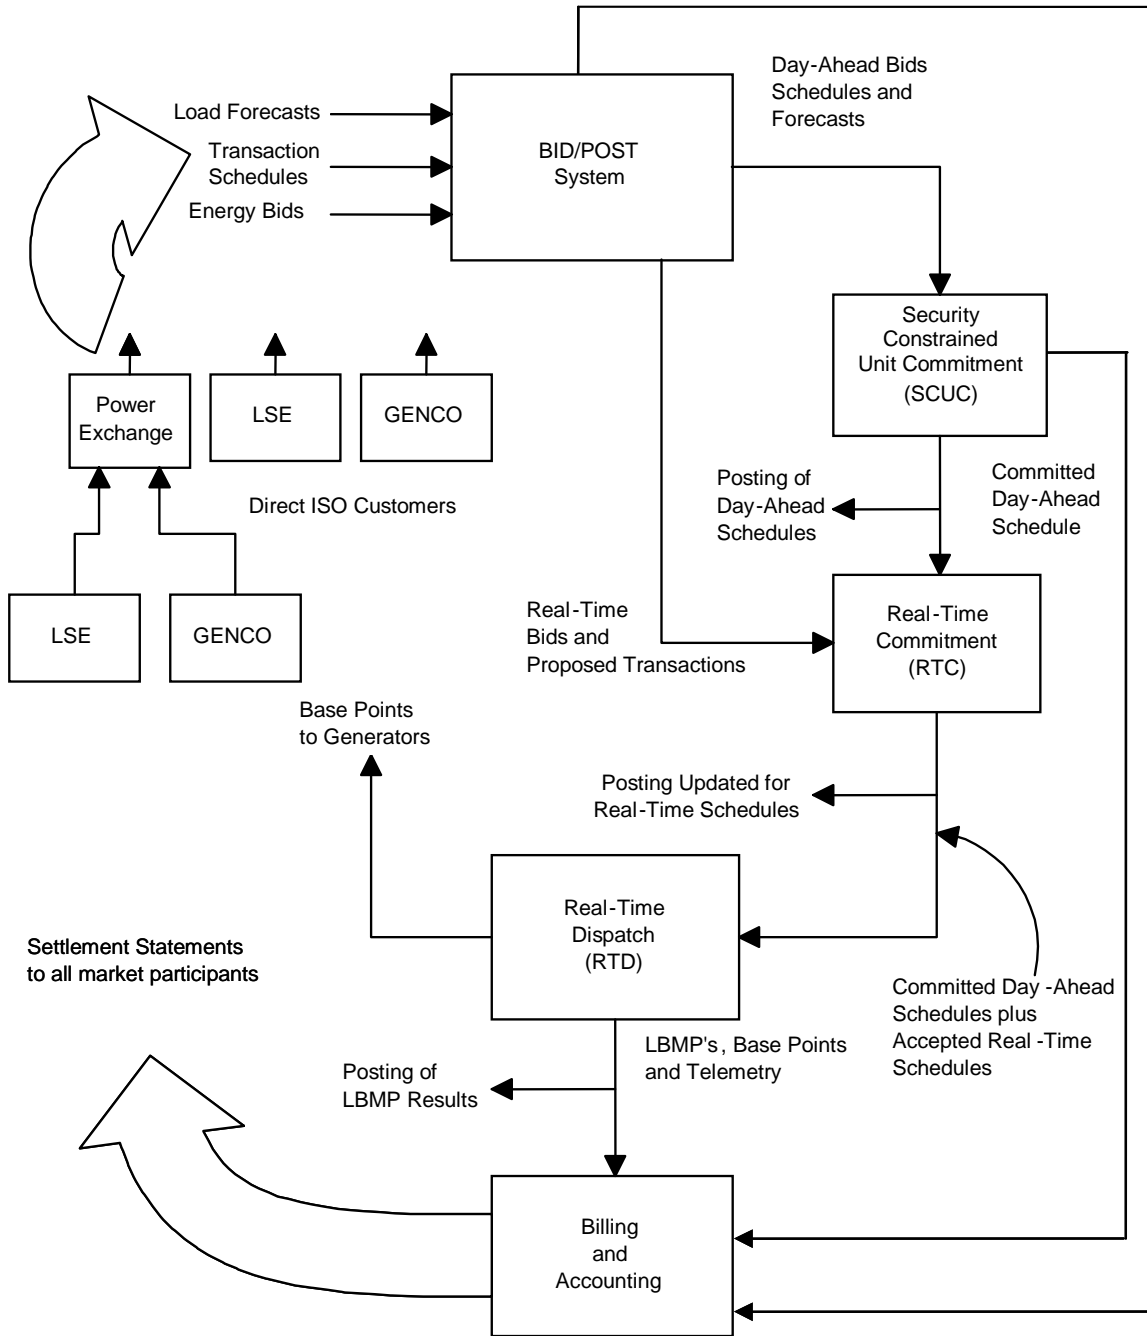 Day-Ahead Bids
Schedules and
Forecasts
Load Forecasts
Transaction
Schedules
Energy Bids
BID/POST
System
Security
Constrained
Unit Commitment
(SCUC)
Power
Exchange
LSE
GENCO
Direct ISO Customers
Posting of
Day-Ahead
Schedules
Committed
Day-Ahead
Schedule
LSE
GENCO
Real-Time
Bids and
Proposed Transactions
Real-Time
Commitment
(RTC)
Base Points
to Generators
Posting Updated for
Real-Time Schedules
Real-Time
Dispatch
(RTD)
Settlement Statements
to all market participants
Committed Day -Ahead
Schedules plus
Accepted Real -Time
Schedules
LBMP's, Base Points
and Telemetry
Posting of
LBMP Results
Billing
and
Accounting